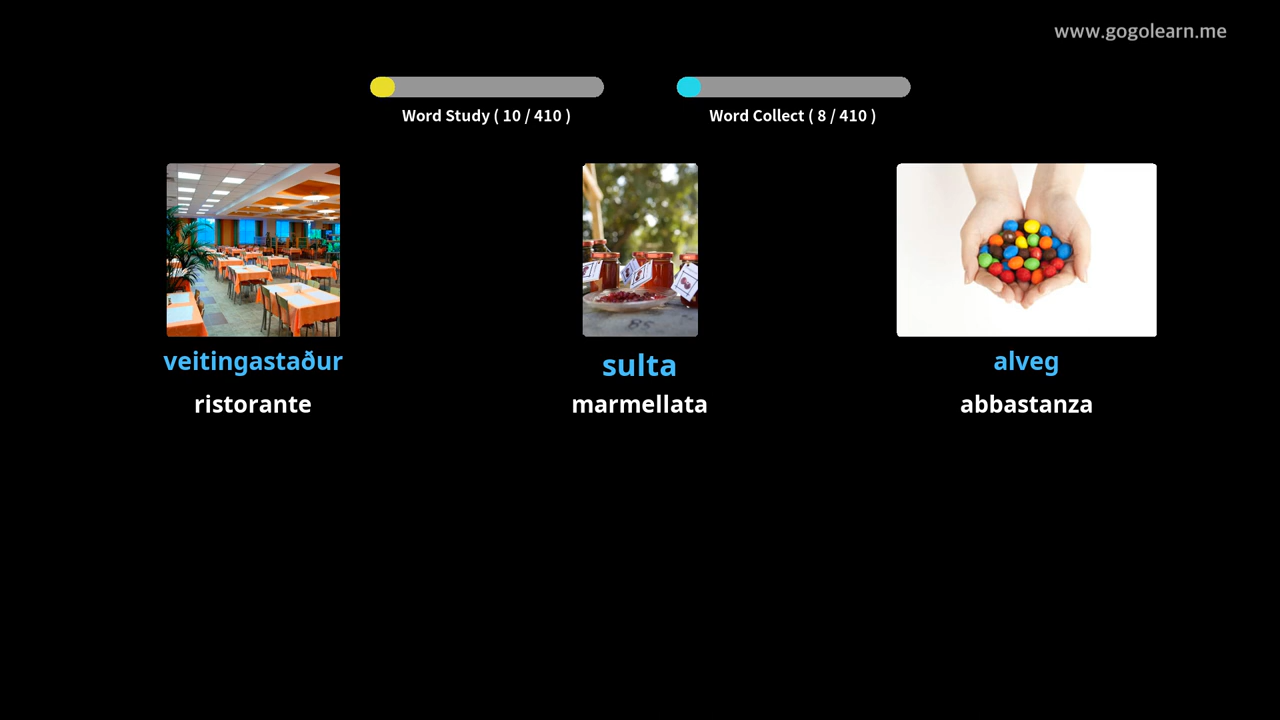 www.gogolearn.me
Word Study ( 10 / 410 )
Word Collect ( 8 / 410 )
veitingastaður
sulta
alveg
ristorante
marmellata
abbastanza